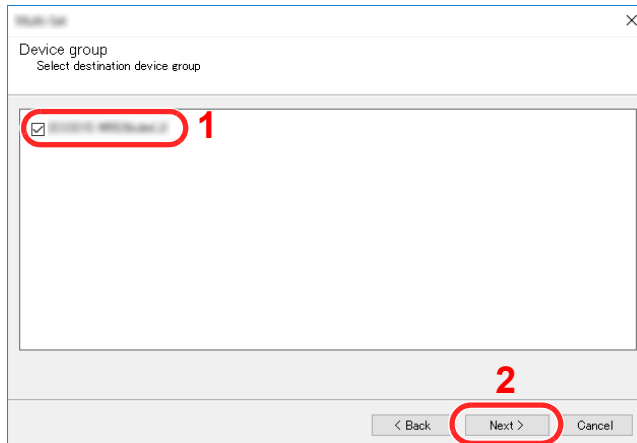 Device group
Select destination device group
1
2
< Back
Next >
Cancel